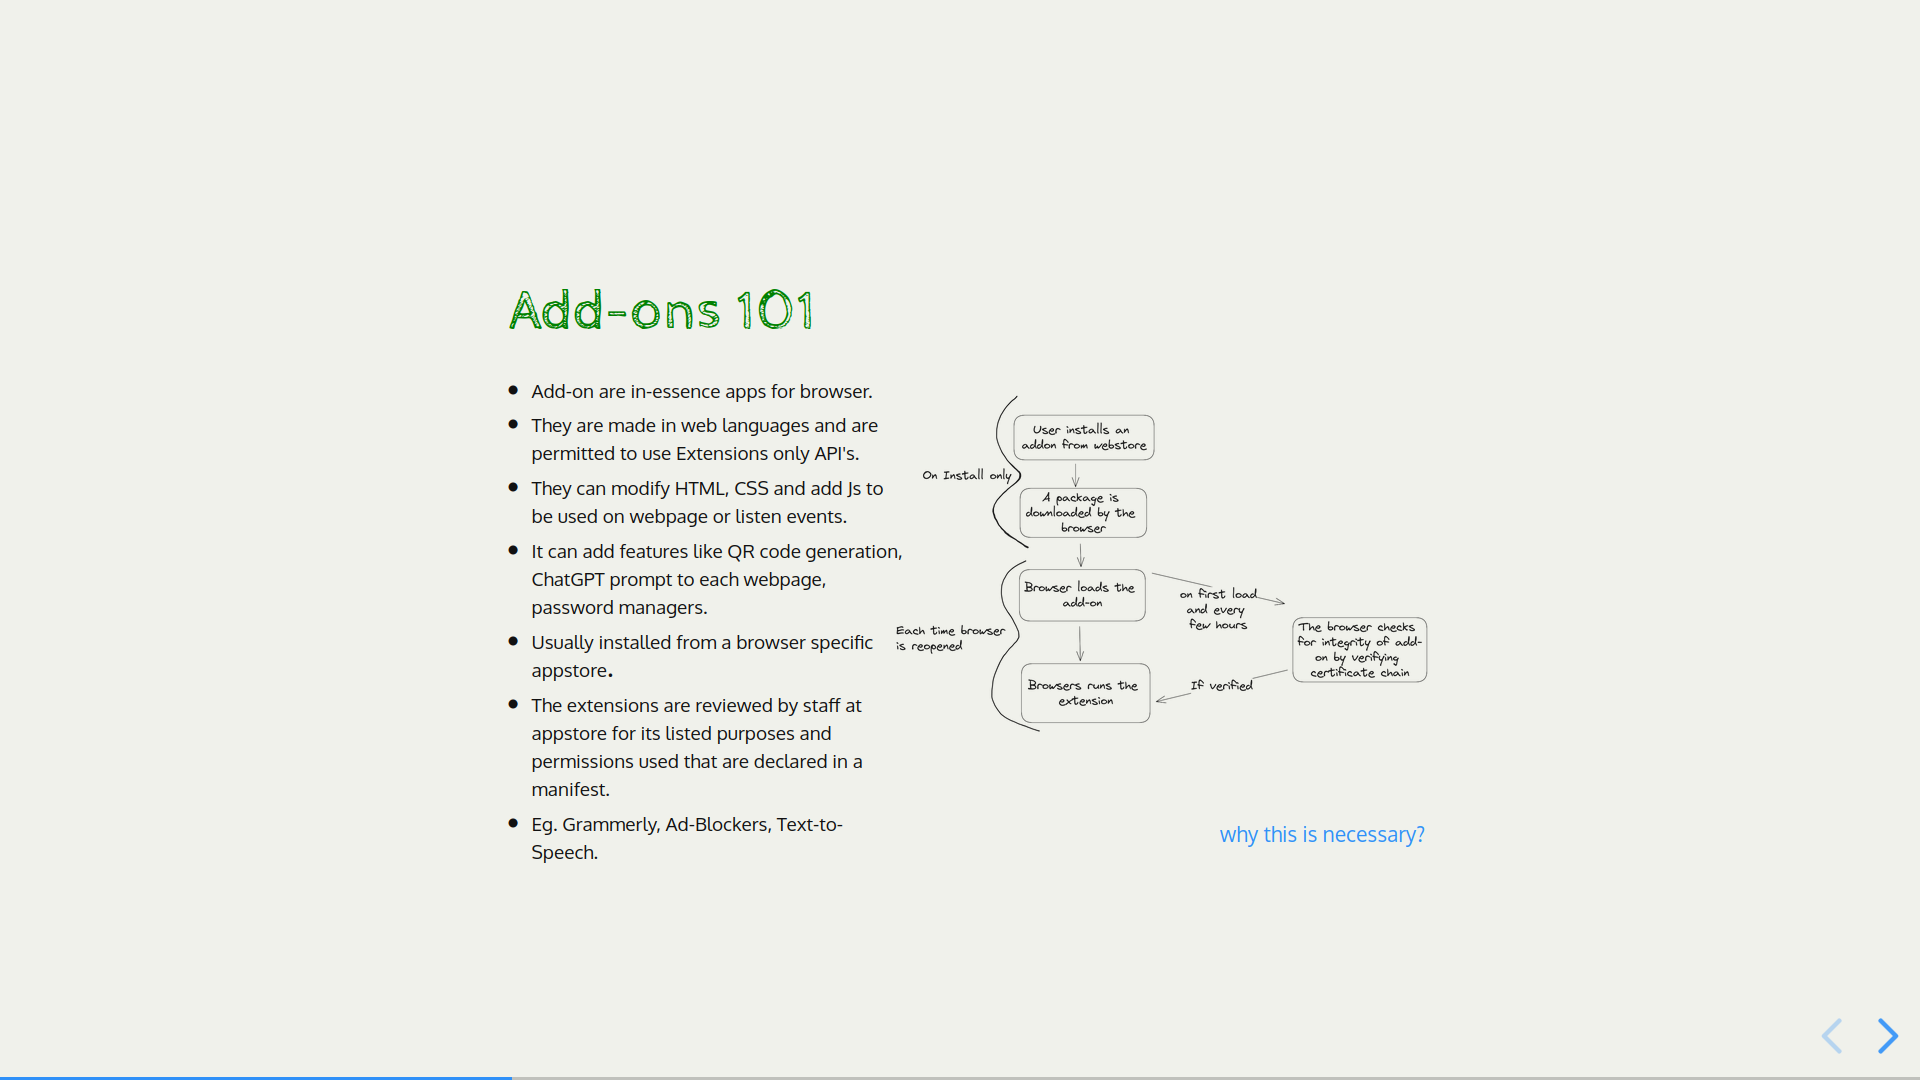 Add-ons 101
Add-on are in-essence apps for browser.
They are made in web languages and are
permitted to use Extensions only API's.
They can modify HTML, CSS and add Js to
be used on webpage or listen events.
It can add features like QR code generation,
ChatGPT prompt to each webpage,
password managers.
Usually installed from a browser specific
appstore.
The extensions are reviewed by staff at
appstore for its listed purposes and
permissions used that are declared in a
manifest.
Eg. Grammerly, Ad-Blockers, Text-to-
Speech.
On Install only
User installs an
addon from webstore
A package is
downloaded by the
browser
Each time browser
is reopened
Browser loads the
add-on
on first load
and every
few hours
The browser checks
for integrity of add-
on by verifying
certificate chain
If verified
Browsers runs the
extension
why this is necessary?